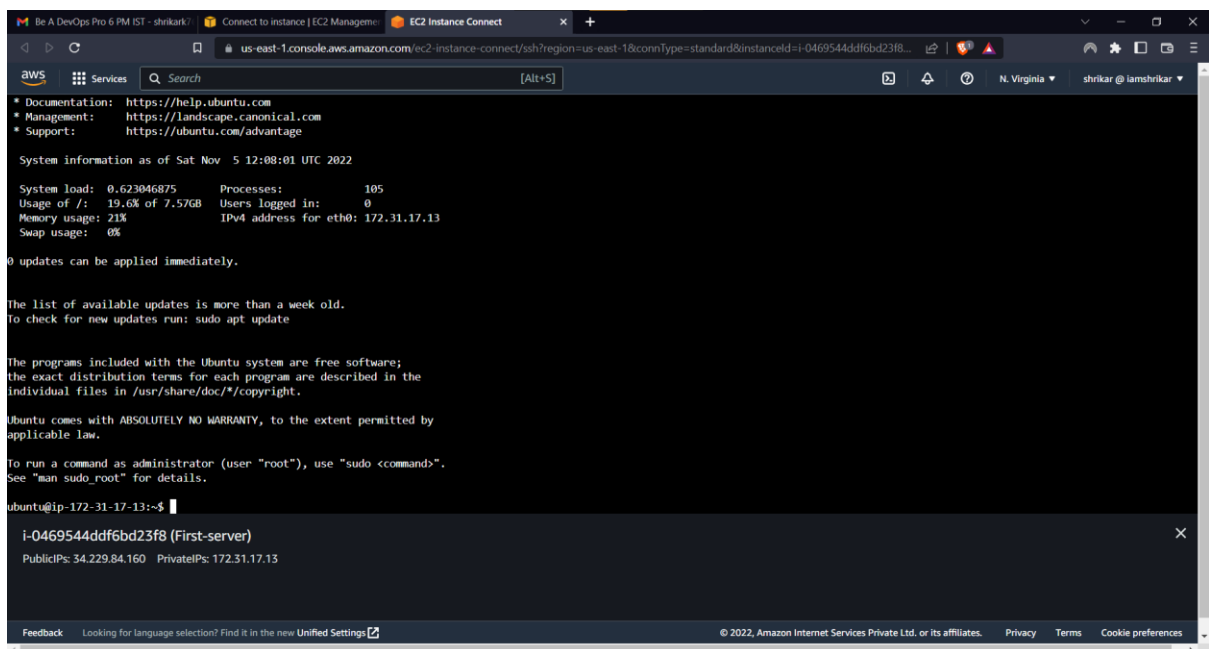 Be A DevOps Pro 6 PM IST - shrikark7 Connect to instance | EC2 Managemen EC2 Instance Connect
us-east-1.console.aws.amazon.com/ec2-instance-connect/ssh?region=us-east-1&connType=standard&instanceId=i-0469544ddf6bd23f8...
aws Services Search [Alt+S] N. Virginia ▼ shrikar @ iamshrikar ▼
* Documentation: https://help.ubuntu.com
* Management: https://landscape.canonical.com
* Support: https://ubuntu.com/advantage
System information as of Sat Nov 5 12:08:01 UTC 2022
System load: 0.623046875 Processes: 105
Usage of /: 19.6% of 7.57GB Users logged in: 0
Memory usage: 21% IPv4 address for eth0: 172.31.17.13
Swap usage: 0%
0 updates can be applied immediately.
The list of available updates is more than a week old.
To check for new updates run: sudo apt update
The programs included with the Ubuntu system are free software;
the exact distribution terms for each program are described in the
individual files in /usr/share/doc/*/copyright.
Ubuntu comes with ABSOLUTELY NO WARRANTY, to the extent permitted by
applicable law.
To run a command as administrator (user "root"), use "sudo <command>".
See "man sudo_root" for details.
ubuntu@ip-172-31-17-13:~$
i-0469544ddf6bd23f8 (First-server)
PublicIPs: 34.229.84.160 PrivateIPs: 172.31.17.13
Feedback Looking for language selection? Find it in the new Unified Settings © 2022, Amazon Internet Services Private Ltd. or its affiliates. Privacy Terms Cookie preferences